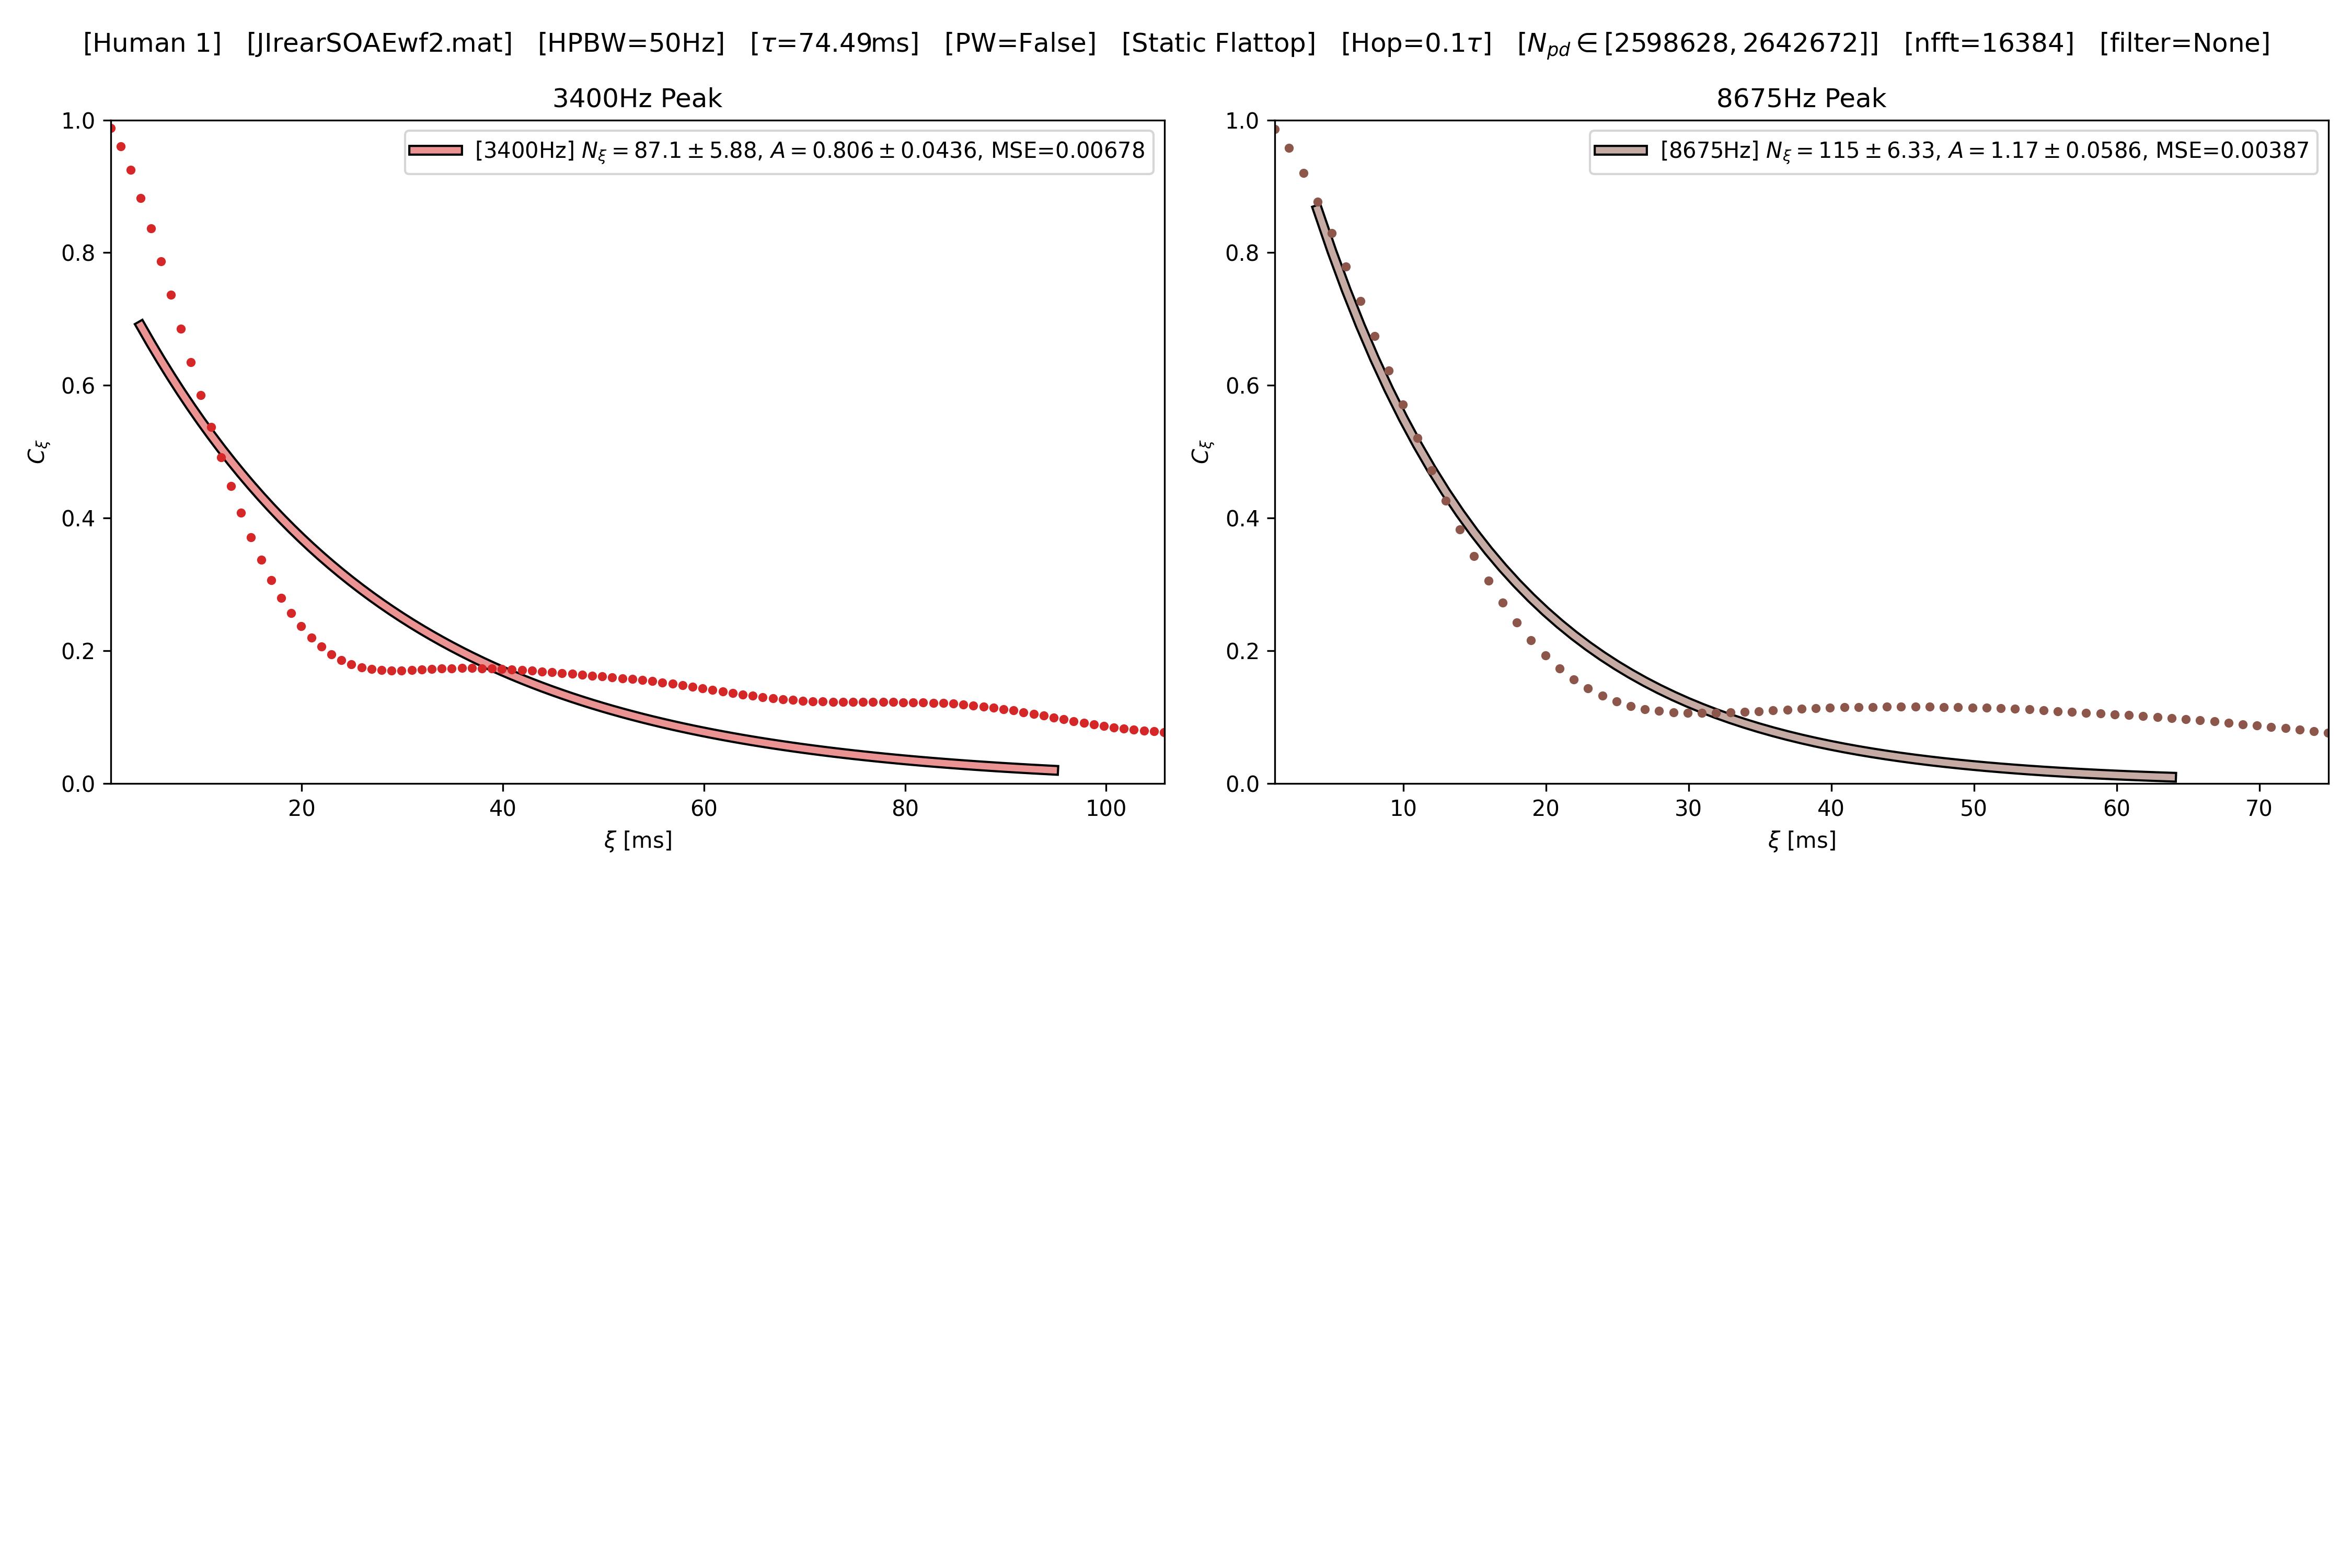 [Human 1] [JIrearSOAEwf2.mat] [HPBW=50Hz] [τ=74.49ms] [PW=False] [Static Flattop] [Hop=0.1τ] [N_pd ∈ [2598628, 2642672]] [nfft=16384] [filter=None]
3400Hz Peak
[3400Hz] N_ξ = 87.1 ± 5.88, A = 0.806 ± 0.0436, MSE=0.00678
1.0
0.8
0.6
0.4
0.2
0.0
C_ξ
20 40 60 80 100
ξ [ms]
8675Hz Peak
[8675Hz] N_ξ = 115 ± 6.33, A = 1.17 ± 0.0586, MSE=0.00387
1.0
0.8
0.6
0.4
0.2
0.0
C_ξ
10 20 30 40 50 60 70
ξ [ms]